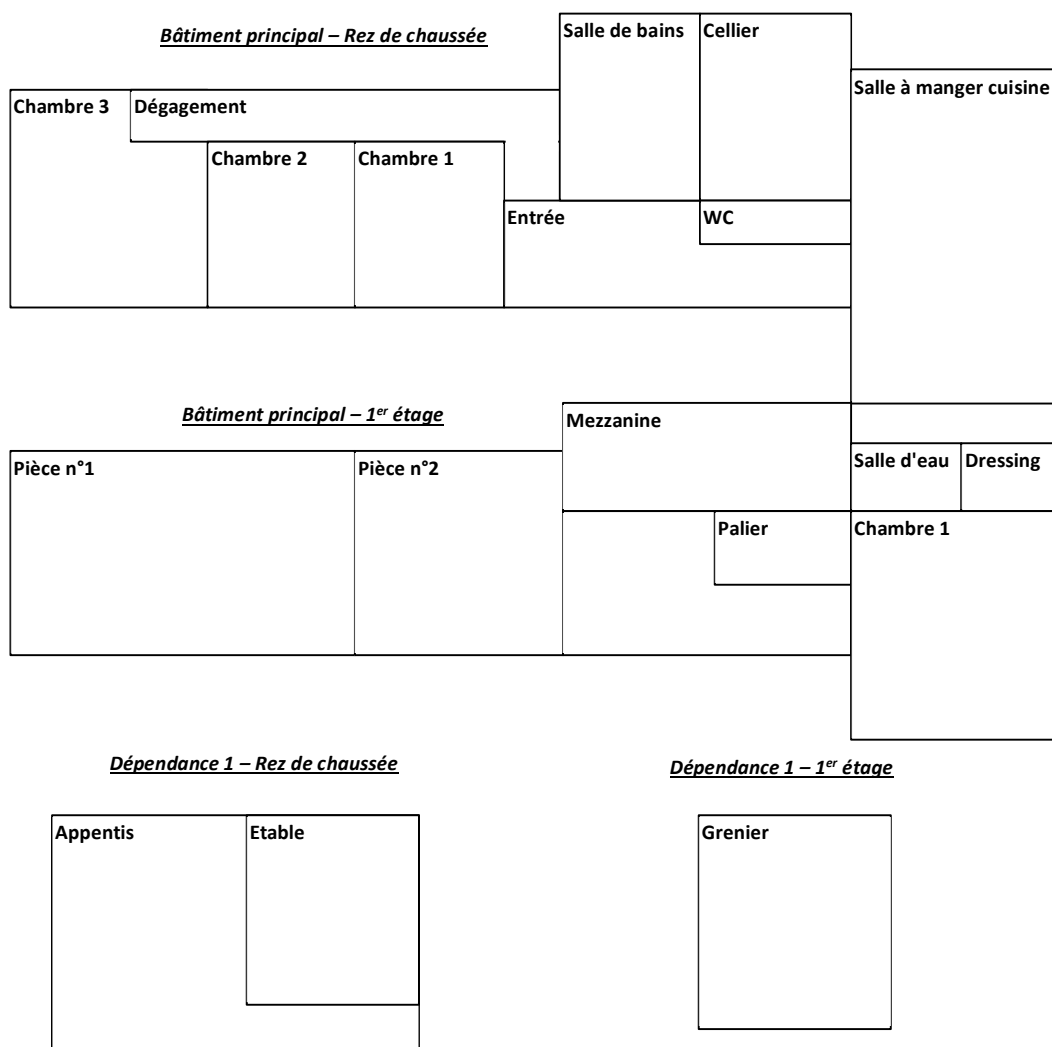 Bâtiment principal – Rez de chaussée
Salle de bains
Cellier
Salle à manger cuisine
Chambre 3
Dégagement
Chambre 2
Chambre 1
Entrée
WC
Bâtiment principal – 1er étage
Mezzanine
Pièce n°1
Pièce n°2
Salle d'eau
Dressing
Palier
Chambre 1
Dépendance 1 – Rez de chaussée
Dépendance 1 – 1er étage
Appentis
Etable
Grenier